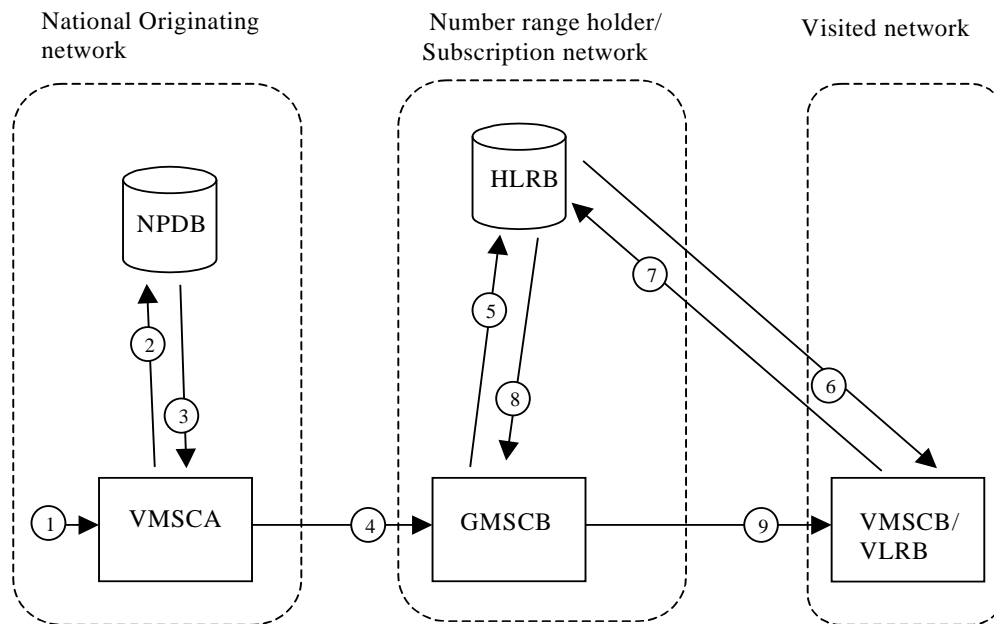 National Originating
network
Number range holder/
Subscription network
Visited network
HLRB
NPDB
7
5
2
6
3
8
1
VMSCA
4
GMSCB
9
VMSCB/
VLRB